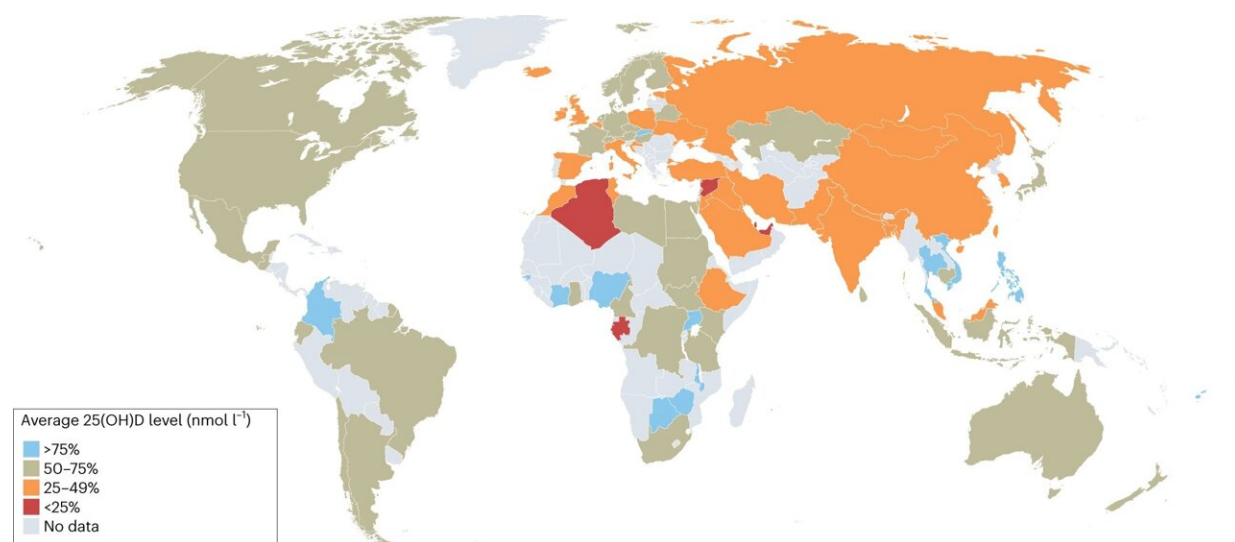 Average 25(OH)D level (nmol l⁻¹)
>75%
50–75%
25–49%
<25%
No data